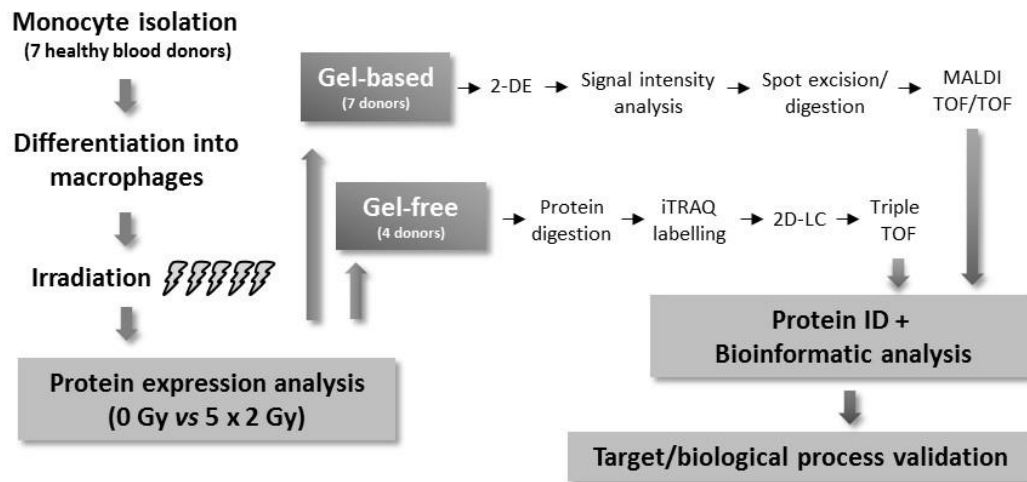 Monocyte isolation
(7 healthy blood donors)
Differentiation into
macrophages
Irradiation
Protein expression analysis
(0 Gy vs 5 x 2 Gy)
Gel-based
(7 donors)
2-DE
Signal intensity
analysis
Spot excision/
digestion
MALDI
TOF/TOF
Gel-free
(4 donors)
Protein
digestion
iTRAQ
labelling
2D-LC
Triple
TOF
Protein ID +
Bioinformatic analysis
Target/biological process validation